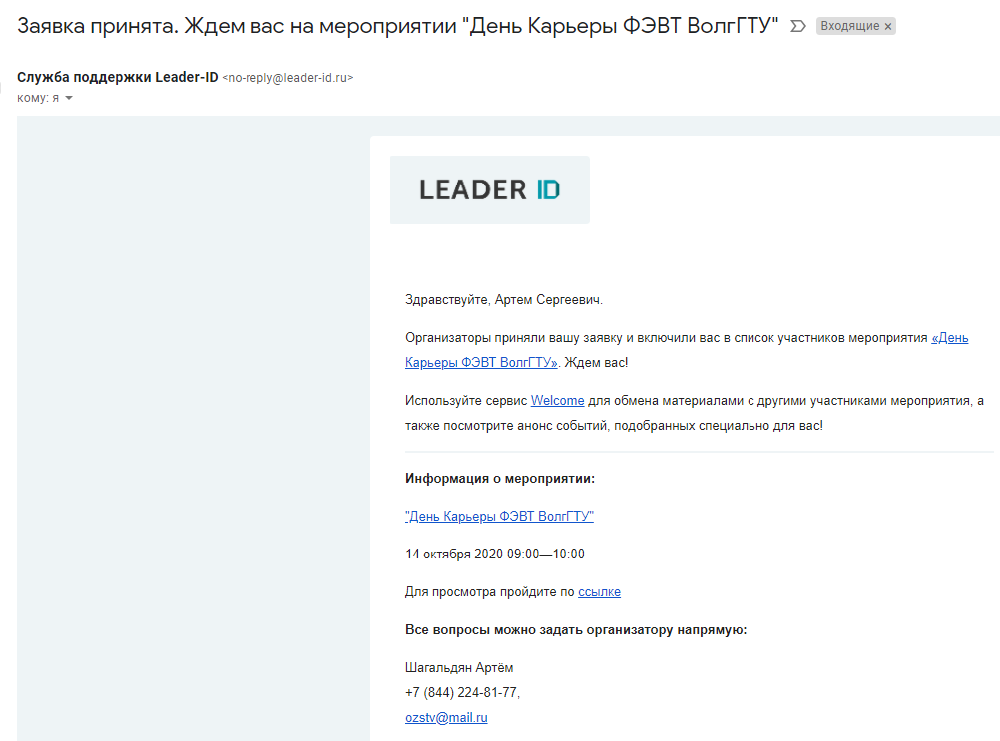 Заявка принята. Ждем вас на мероприятии "День Карьеры ФЭВТ ВолгГТУ" Входящие ×
Служба поддержки Leader-ID <no-reply@leader-id.ru>
кому: я
LEADER ID
Здравствуйте, Артем Сергеевич.
Организаторы приняли вашу заявку и включили вас в список участников мероприятия «День
Карьеры ФЭВТ ВолгГТУ». Ждем вас!
Используйте сервис Welcome для обмена материалами с другими участниками мероприятия, а
также посмотрите анонс событий, подобранных специально для вас!
Информация о мероприятии:
"День Карьеры ФЭВТ ВолгГТУ"
14 октября 2020 09:00—10:00
Для просмотра пройдите по ссылке
Все вопросы можно задать организатору напрямую:
Шагальдян Артём
+7 (844) 224-81-77,
ozstv@mail.ru